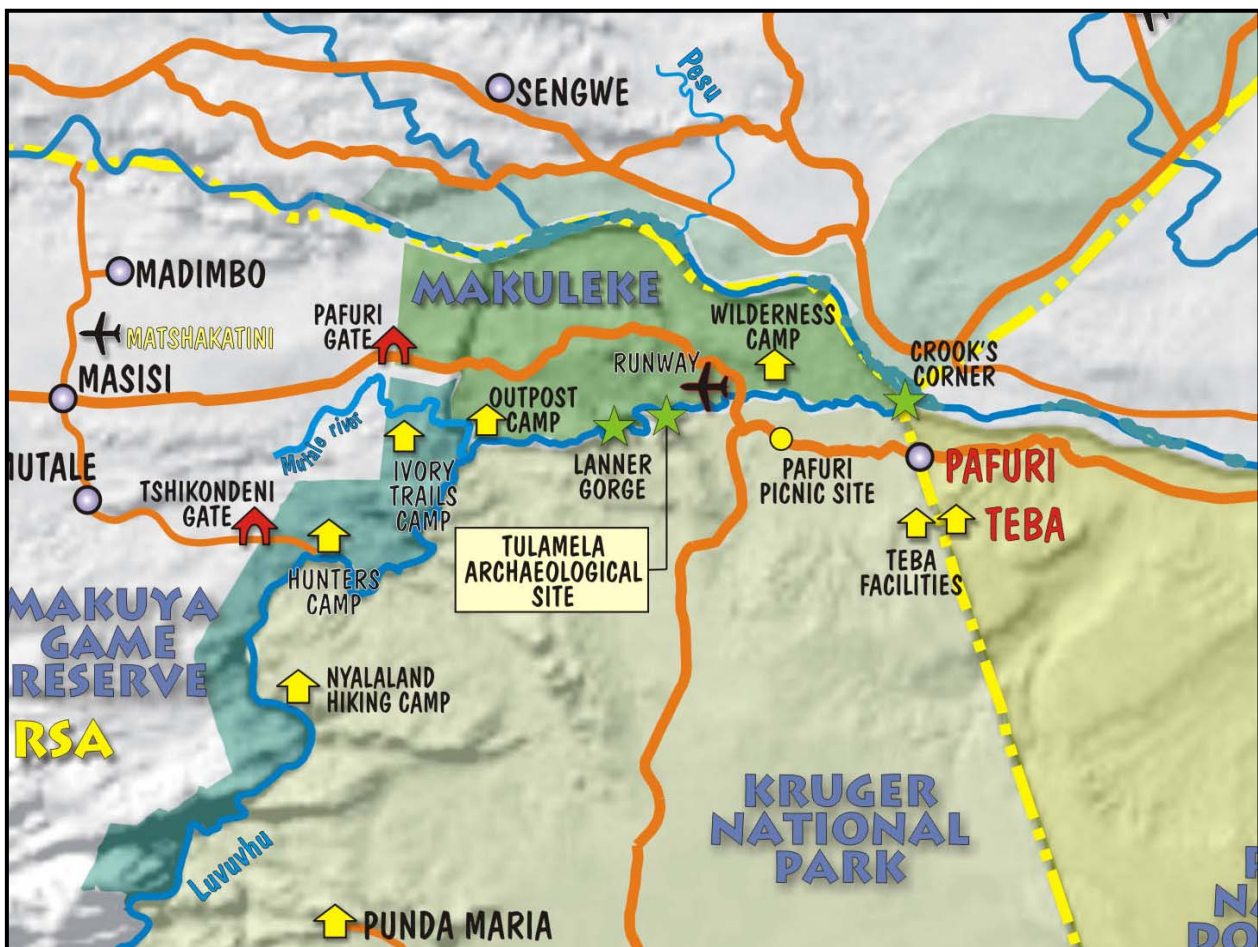 SENGWE
Pesu
MADIMBO
MAKULEKE
MATSHAKATINI
PAFURI
GATE
WILDERNESS
CAMP
MASISI
RUNWAY
CROOK'S
CORNER
OUTPOST
CAMP
Mutale river
MUTALE
TSHIKONDENI
GATE
IVORY
TRAILS
CAMP
LANNER
GORGE
PAFURI
PICNIC SITE
PAFURI
TEBA
TEBA
FACILITIES
HUNTERS
CAMP
TULAMELA
ARCHAEOLOGICAL
SITE
MAKUYA
GAME
RESERVE
NYALALAND
HIKING CAMP
RSA
KRUGER
NATIONAL
PARK
Luvuvhu
PUNDA MARIA